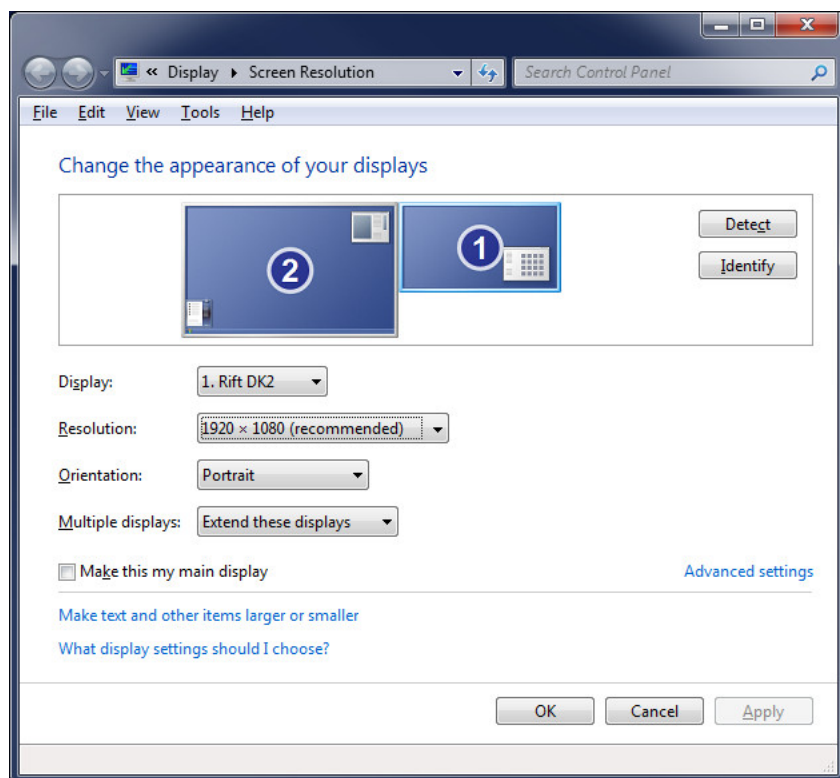 « Display ▸ Screen Resolution
Search Control Panel
File Edit View Tools Help
Change the appearance of your displays
2
1
Detect
Identify
Display: 1. Rift DK2
Resolution: 1920 × 1080 (recommended)
Orientation: Portrait
Multiple displays: Extend these displays
Make this my main display
Advanced settings
Make text and other items larger or smaller
What display settings should I choose?
OK Cancel Apply